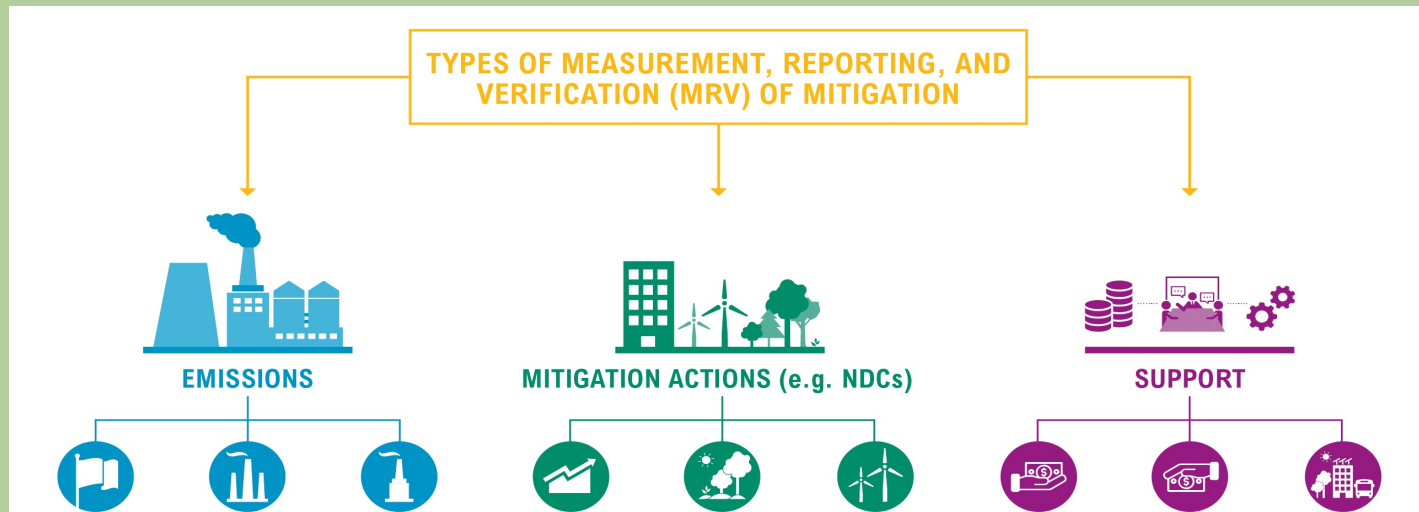 TYPES OF MEASUREMENT, REPORTING, AND
VERIFICATION (MRV) OF MITIGATION
EMISSIONS
MITIGATION ACTIONS (e.g. NDCs)
SUPPORT